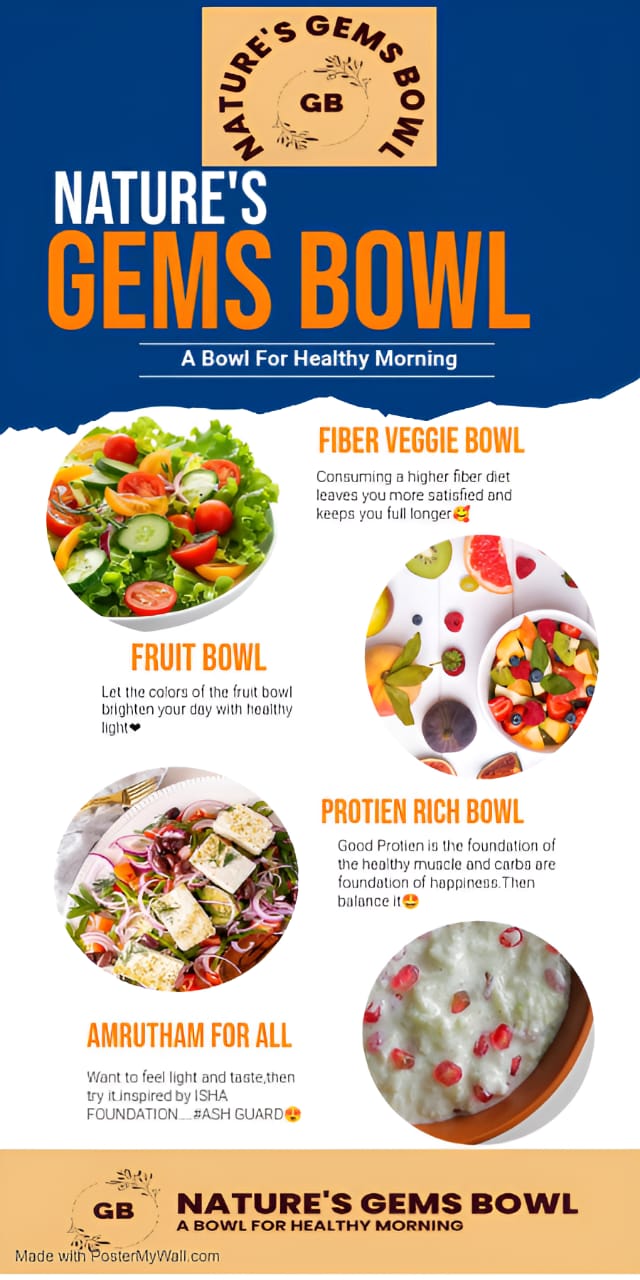 NATURE'S GEMS BOWL
GB
NATURE'S
GEMS BOWL
A Bowl For Healthy Morning
FIBER VEGGIE BOWL
Consuming a higher fiber diet
leaves you more satisfied and
keeps you full longer🥰
FRUIT BOWL
Let the colors of the fruit bowl
brighten your day with healthy
light❤
PROTIEN RICH BOWL
Good Protien is the foundation of
the healthy muscle and carbs are
foundation of happiness.Then
balance it🤩
AMRUTHAM FOR ALL
Want to feel light and taste,then
try it.inspired by ISHA
FOUNDATION__#ASH GUARD😍
GB
NATURE'S GEMS BOWL
A BOWL FOR HEALTHY MORNING
Made with PosterMyWall.com